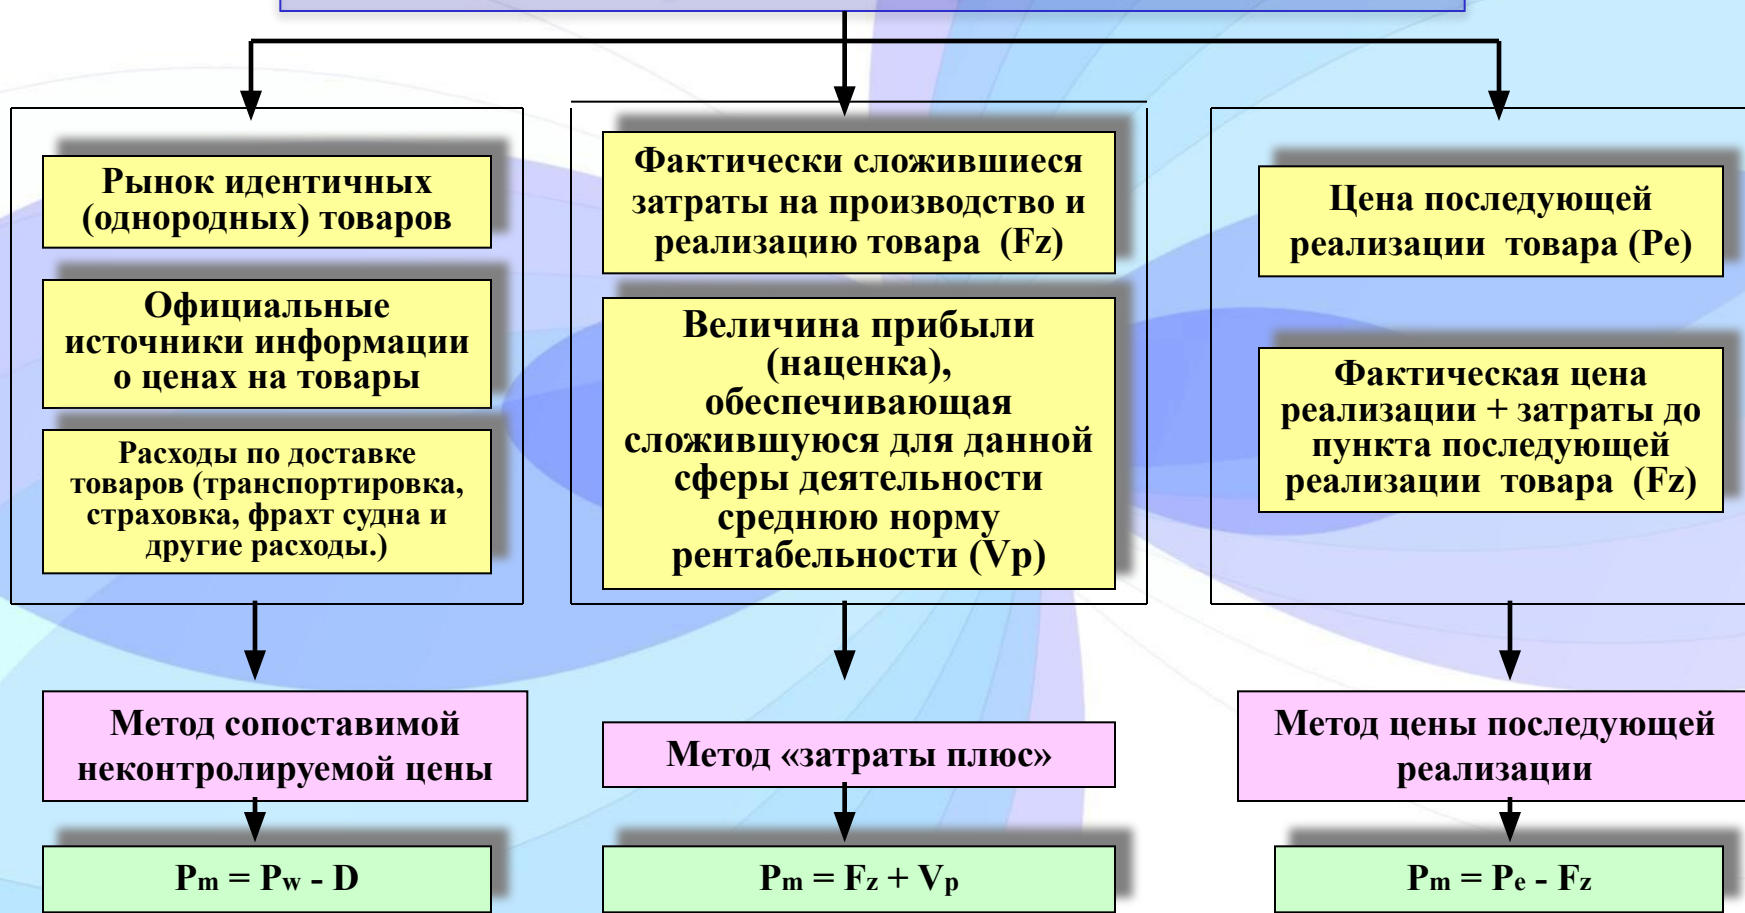 Рынок идентичных
(однородных) товаров
Официальные
источники информации
о ценах на товары
Расходы по доставке
товаров (транспортировка,
страховка, фрахт судна и
другие расходы.)
Метод сопоставимой
неконтролируемой цены
Pm = Pw - D
Фактически сложившиеся
затраты на производство и
реализацию товара (Fz)
Величина прибыли
(наценка),
обеспечивающая
сложившуюся для данной
сферы деятельности
среднюю норму
рентабельности (Vp)
Метод «затраты плюс»
Pm = Fz + Vp
Цена последующей
реализации товара (Pe)
Фактическая цена
реализации + затраты до
пункта последующей
реализации товара (Fz)
Метод цены последующей
реализации
Pm = Pe - Fz